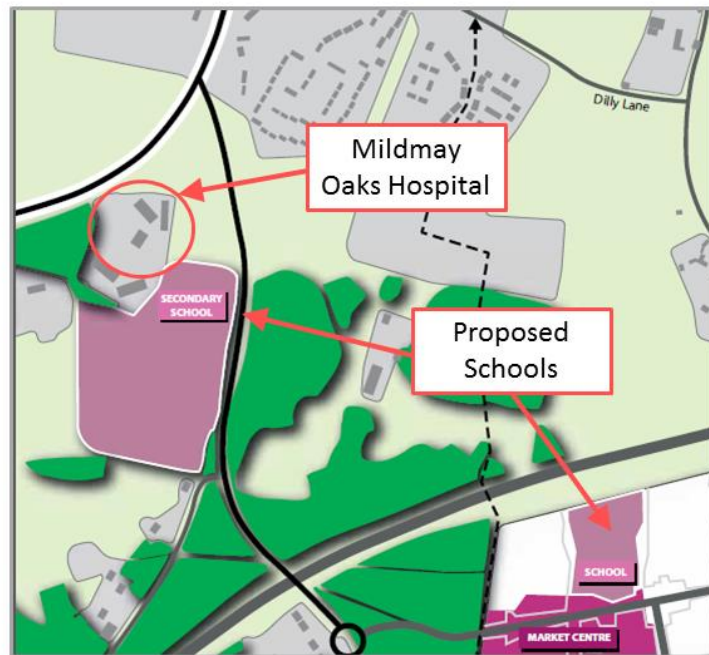 Dilly Lane
Mildmay
Oaks Hospital
SECONDARY
SCHOOL
Proposed
Schools
SCHOOL
MARKET CENTRE